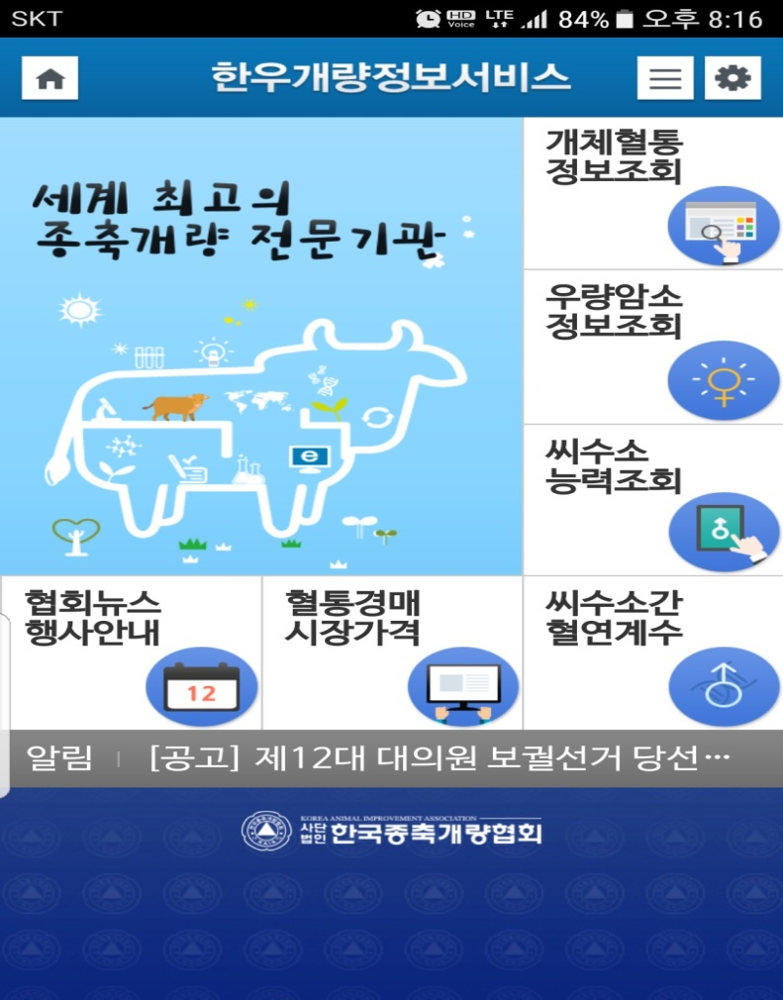 SKT
HD Voice LTE 84% 오후 8:16
한우개량정보서비스
세계 최고의
종축개량 전문기관
개체혈통
정보조회
우량암소
정보조회
씨수소
능력조회
협회뉴스
행사안내
12
혈통경매
시장가격
씨수소간
혈연계수
알림 | [공고] 제12대 대의원 보궐선거 당선…
KOREA ANIMAL IMPROVEMENT ASSOCIATION
사단법인 한국종축개량협회